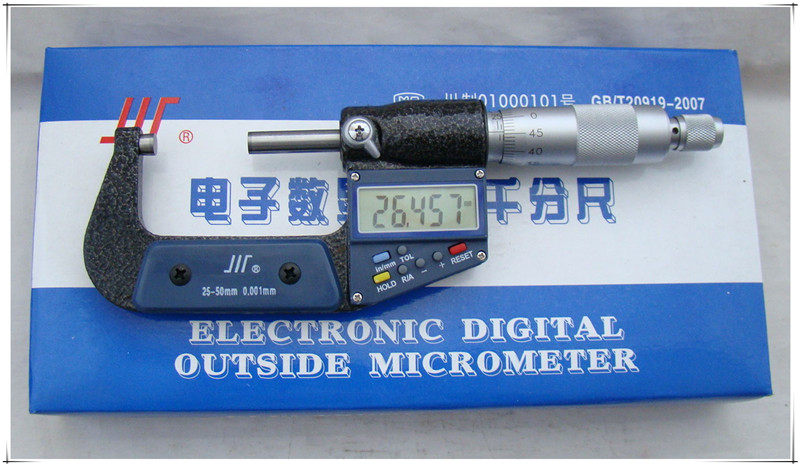 ®
MC 川制01000101号 GB/T20919-2007
0
45
40
电子数显 千分尺
26.457 mm
in/mm TOL
HOLD R/A - + RESET
®
25-50mm 0.001mm
ELECTRONIC DIGITAL
OUTSIDE MICROMETER